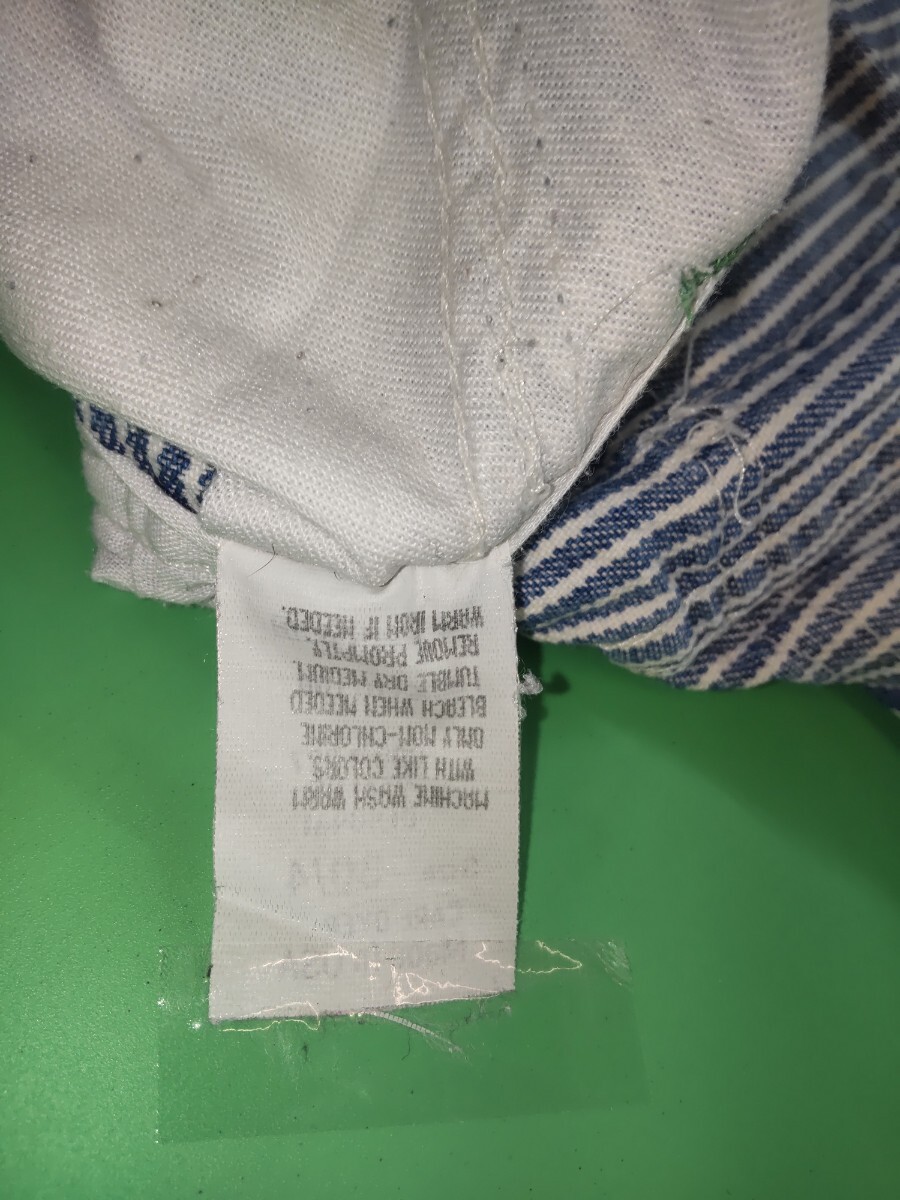 MACHINE WASH WARM
WITH LIKE COLORS.
ONLY NON-CHLORINE
BLEACH WHEN NEEDED
TUMBLE DRY MEDIUM.
REMOVE PROMPTLY.
WARM IRON IF NEEDED.